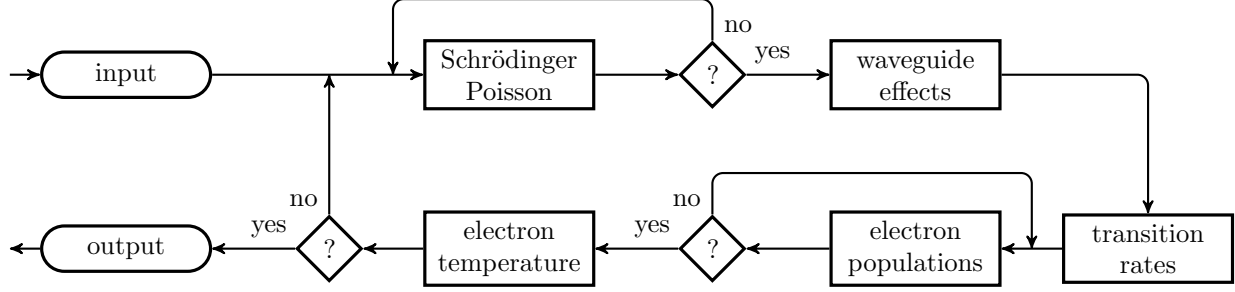 no
input
Schrödinger
Poisson
?
yes
waveguide
effects
no
no
yes
yes
output
?
electron
temperature
?
electron
populations
transition
rates